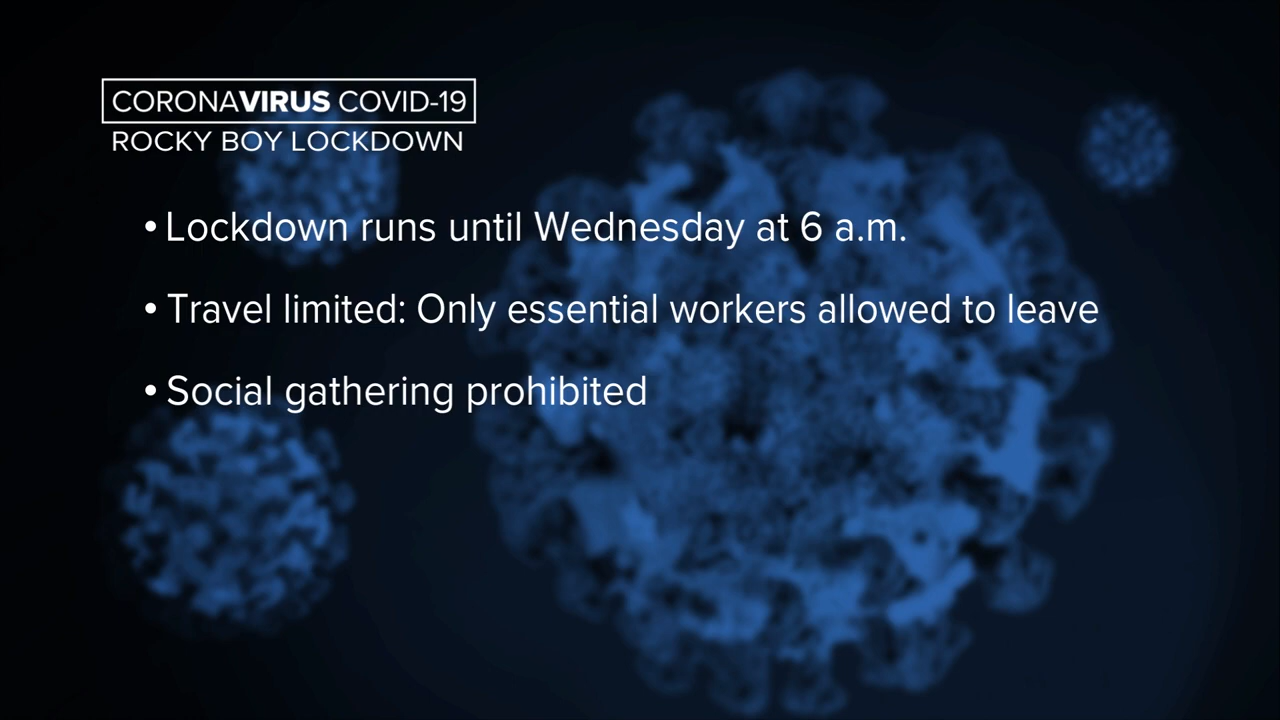 CORONAVIRUS COVID-19
ROCKY BOY LOCKDOWN
• Lockdown runs until Wednesday at 6 a.m.
• Travel limited: Only essential workers allowed to leave
• Social gathering prohibited